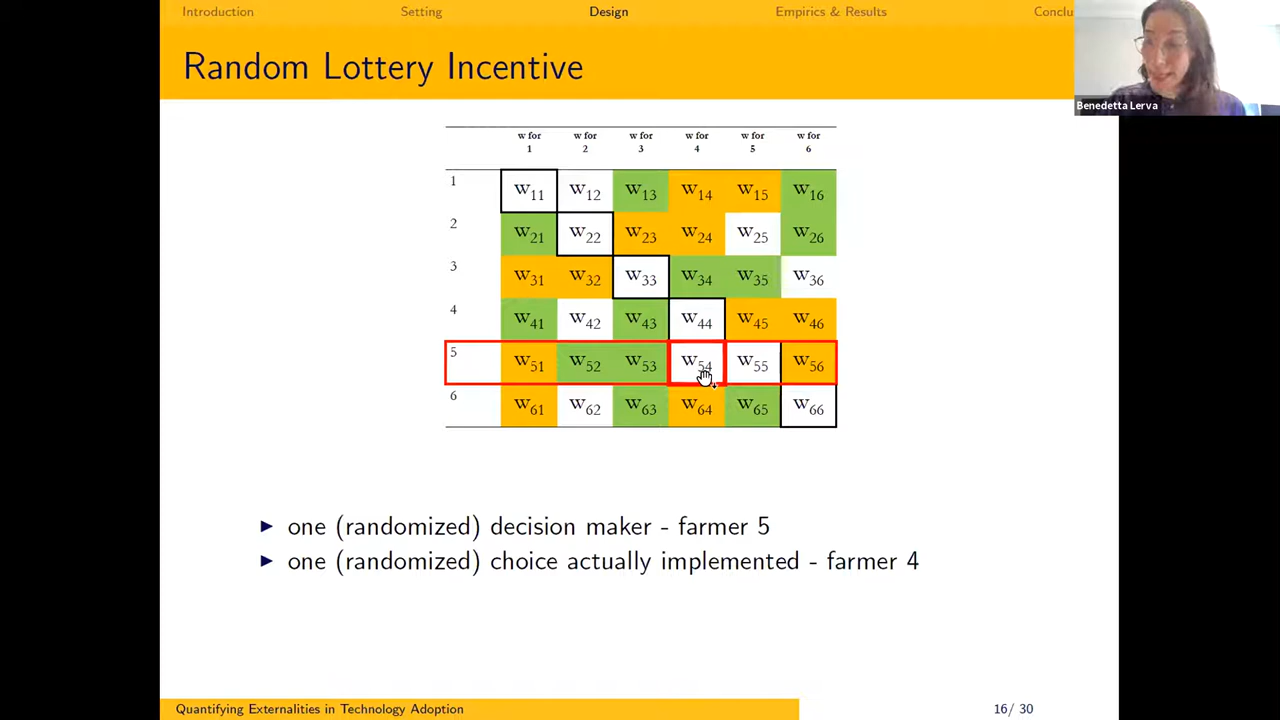 Introduction Setting Design Empirics & Results Conclu
Random Lottery Incentive
Benedetta Lerva
w for 1 w for 2 w for 3 w for 4 w for 5 w for 6
1 w11 w12 w13 w14 w15 w16
2 w21 w22 w23 w24 w25 w26
3 w31 w32 w33 w34 w35 w36
4 w41 w42 w43 w44 w45 w46
5 w51 w52 w53 w54 w55 w56
6 w61 w62 w63 w64 w65 w66
one (randomized) decision maker - farmer 5
one (randomized) choice actually implemented - farmer 4
Quantifying Externalities in Technology Adoption 16/ 30